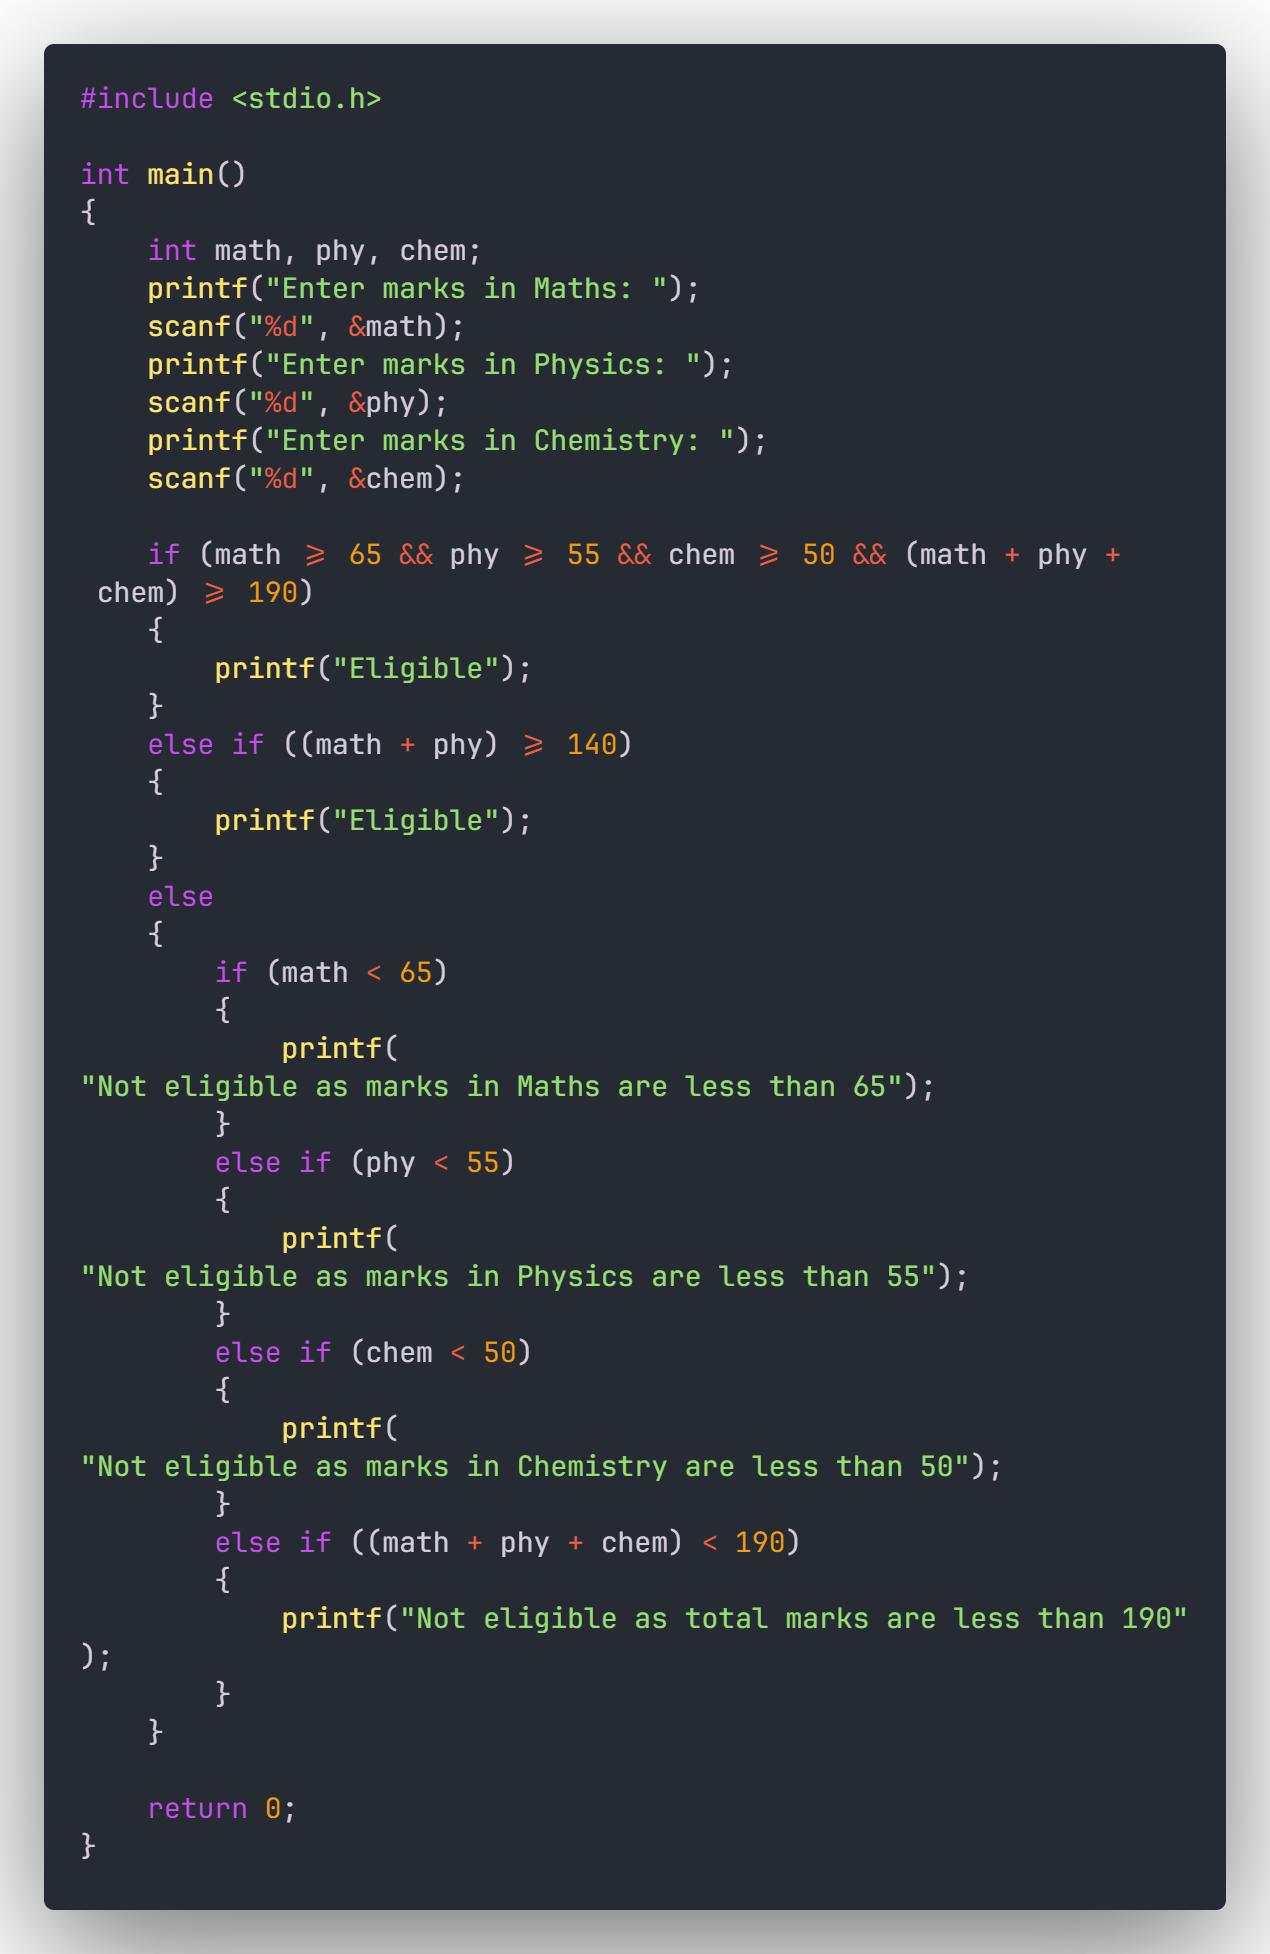 #include <stdio.h>

int main()
{
    int math, phy, chem;
    printf("Enter marks in Maths: ");
    scanf("%d", &math);
    printf("Enter marks in Physics: ");
    scanf("%d", &phy);
    printf("Enter marks in Chemistry: ");
    scanf("%d", &chem);

    if (math >= 65 && phy >= 55 && chem >= 50 && (math + phy +
 chem) >= 190)
    {
        printf("Eligible");
    }
    else if ((math + phy) >= 140)
    {
        printf("Eligible");
    }
    else
    {
        if (math < 65)
        {
            printf(
"Not eligible as marks in Maths are less than 65");
        }
        else if (phy < 55)
        {
            printf(
"Not eligible as marks in Physics are less than 55");
        }
        else if (chem < 50)
        {
            printf(
"Not eligible as marks in Chemistry are less than 50");
        }
        else if ((math + phy + chem) < 190)
        {
            printf("Not eligible as total marks are less than 190"
);
        }
    }

    return 0;
}